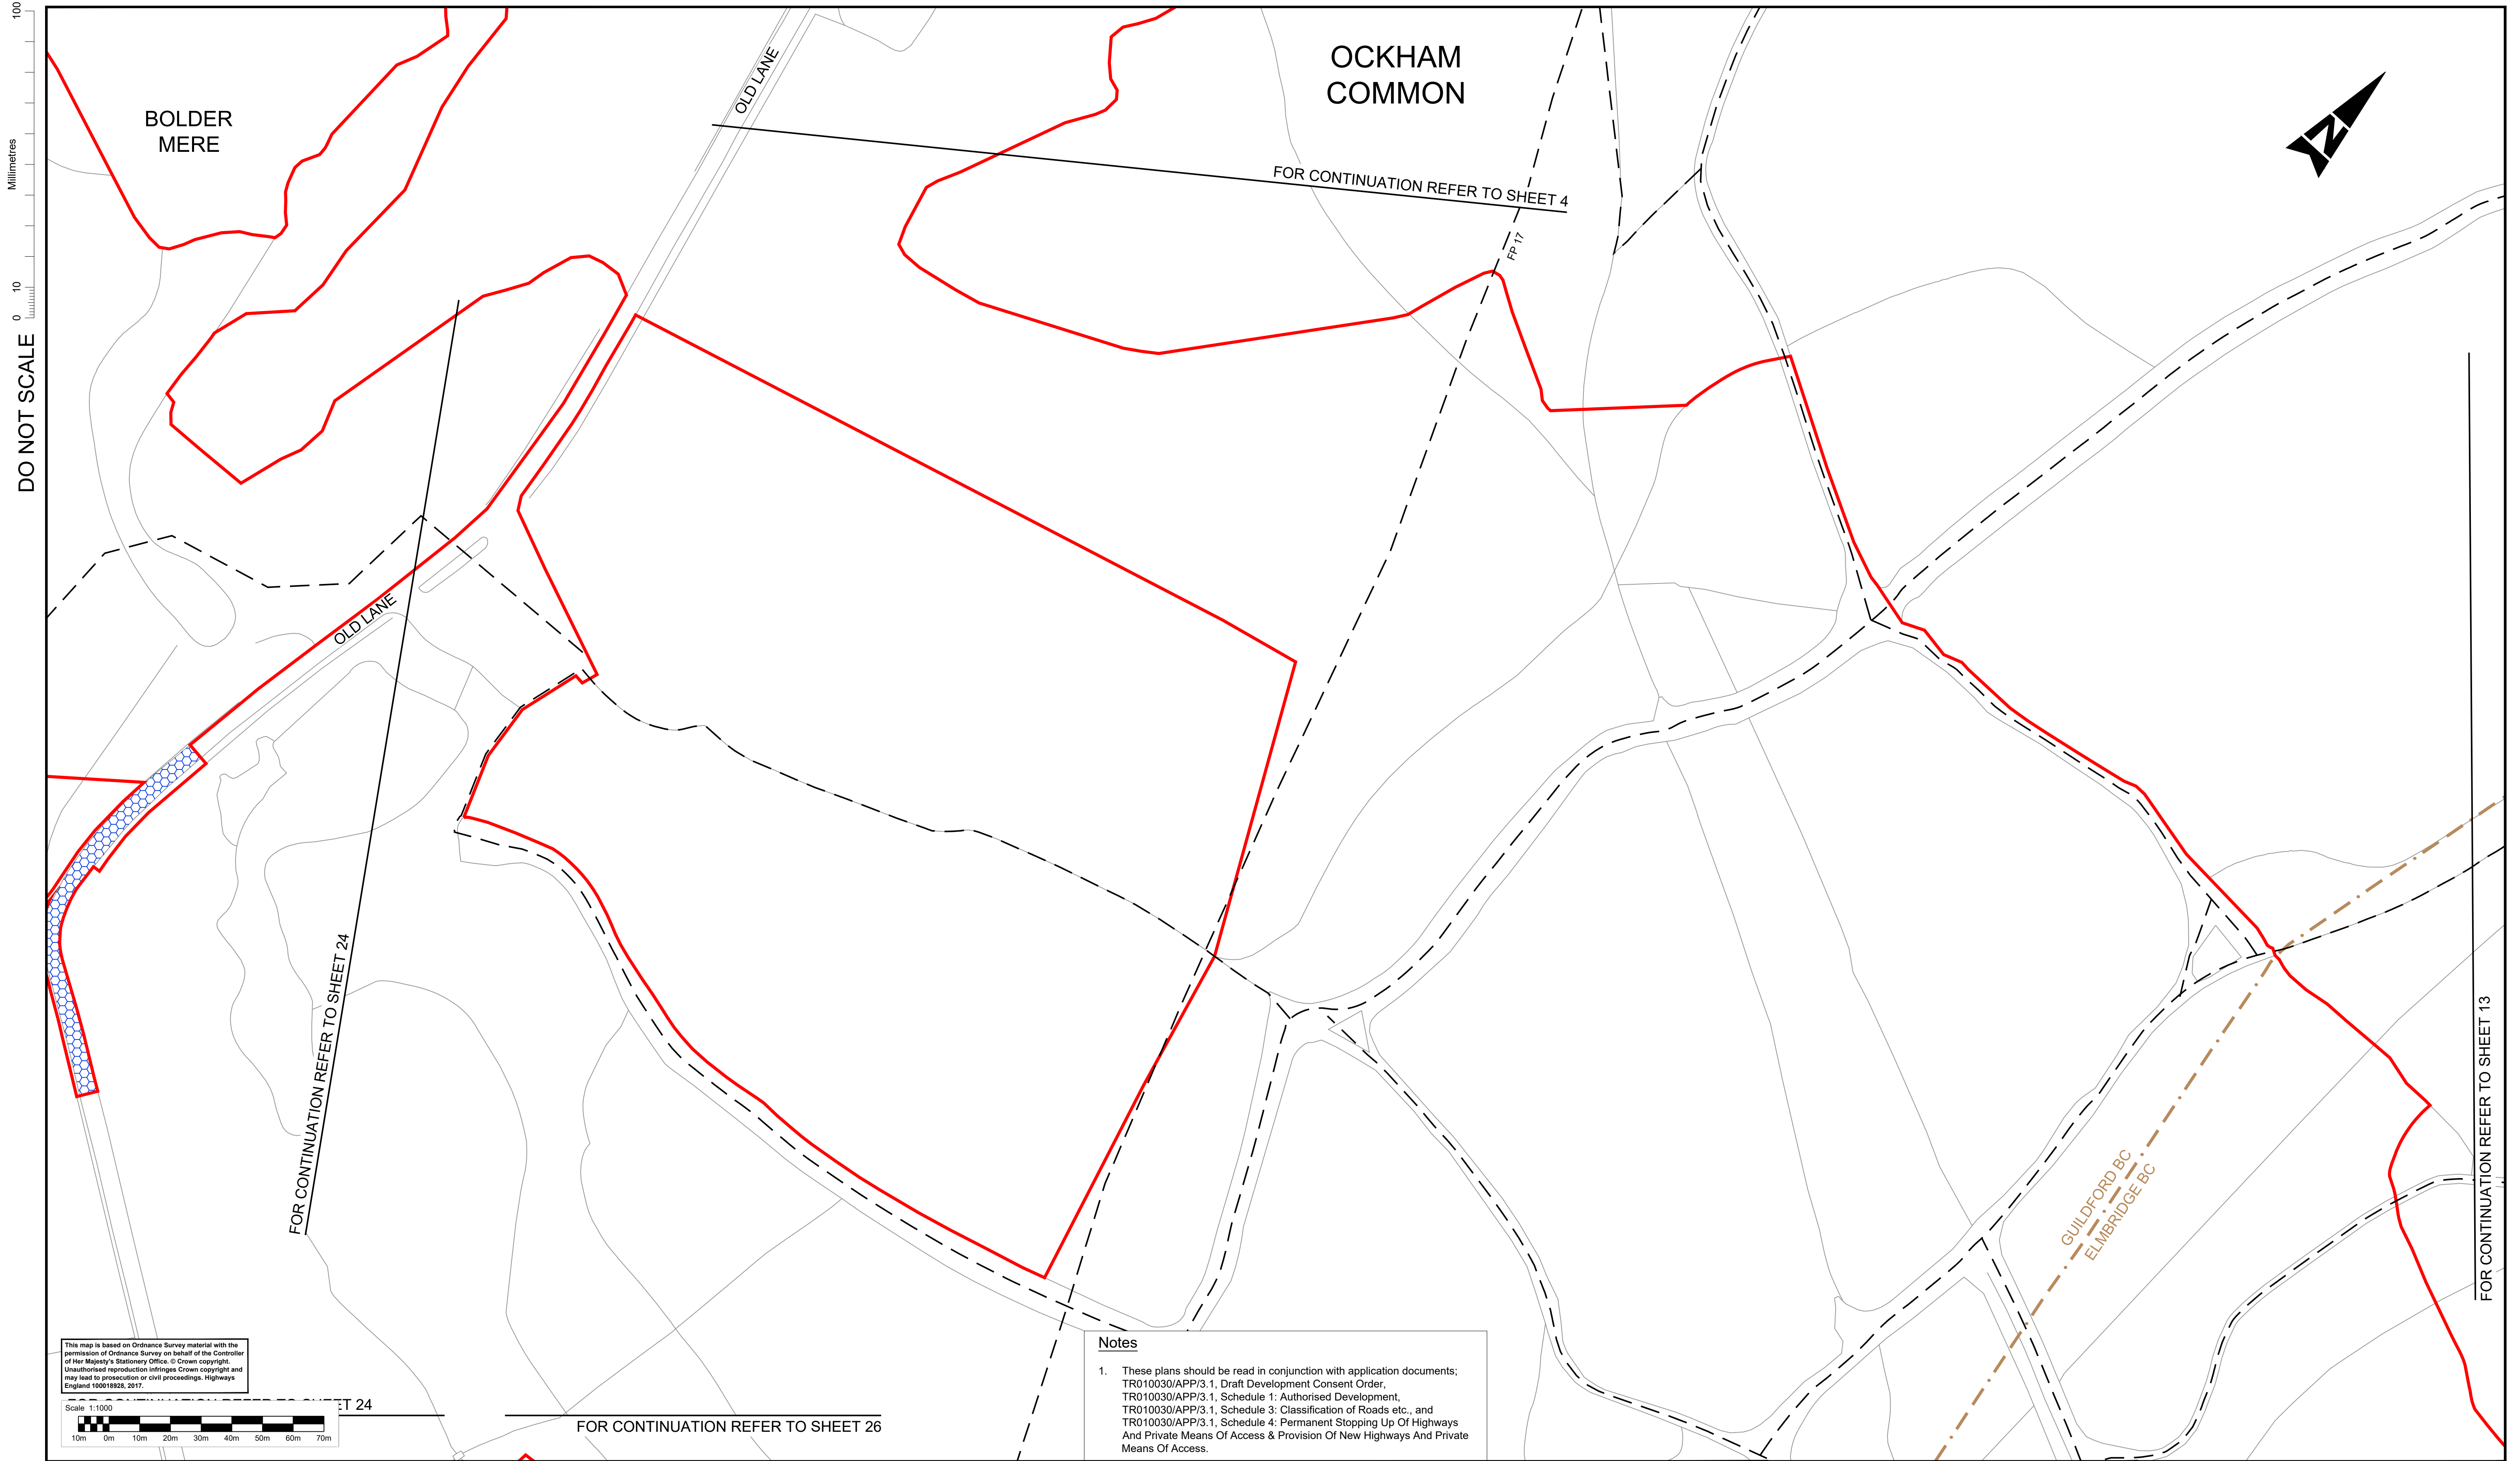 100
Millimetres
10
0
DO NOT SCALE
BOLDER
MERE
OLD LANE
OCKHAM
COMMON
N
FOR CONTINUATION REFER TO SHEET 4
FP 17
OLD LANE
FOR CONTINUATION REFER TO SHEET 24
FOR CONTINUATION REFER TO SHEET 13
GUILDFORD BC
ELMBRIDGE BC
This map is based on Ordnance Survey material with the
permission of Ordnance Survey on behalf of the Controller
of Her Majesty's Stationery Office. © Crown copyright.
Unauthorised reproduction infringes Crown copyright and
may lead to prosecution or civil proceedings. Highways
England 100018928, 2017.
FOR CONTINUATION REFER TO SHEET 24
Scale 1:1000
10m 0m 10m 20m 30m 40m 50m 60m 70m
FOR CONTINUATION REFER TO SHEET 26
Notes
1. These plans should be read in conjunction with application documents;
TR010030/APP/3.1, Draft Development Consent Order,
TR010030/APP/3.1, Schedule 1: Authorised Development,
TR010030/APP/3.1, Schedule 3: Classification of Roads etc., and
TR010030/APP/3.1, Schedule 4: Permanent Stopping Up Of Highways
And Private Means Of Access & Provision Of New Highways And Private
Means Of Access.